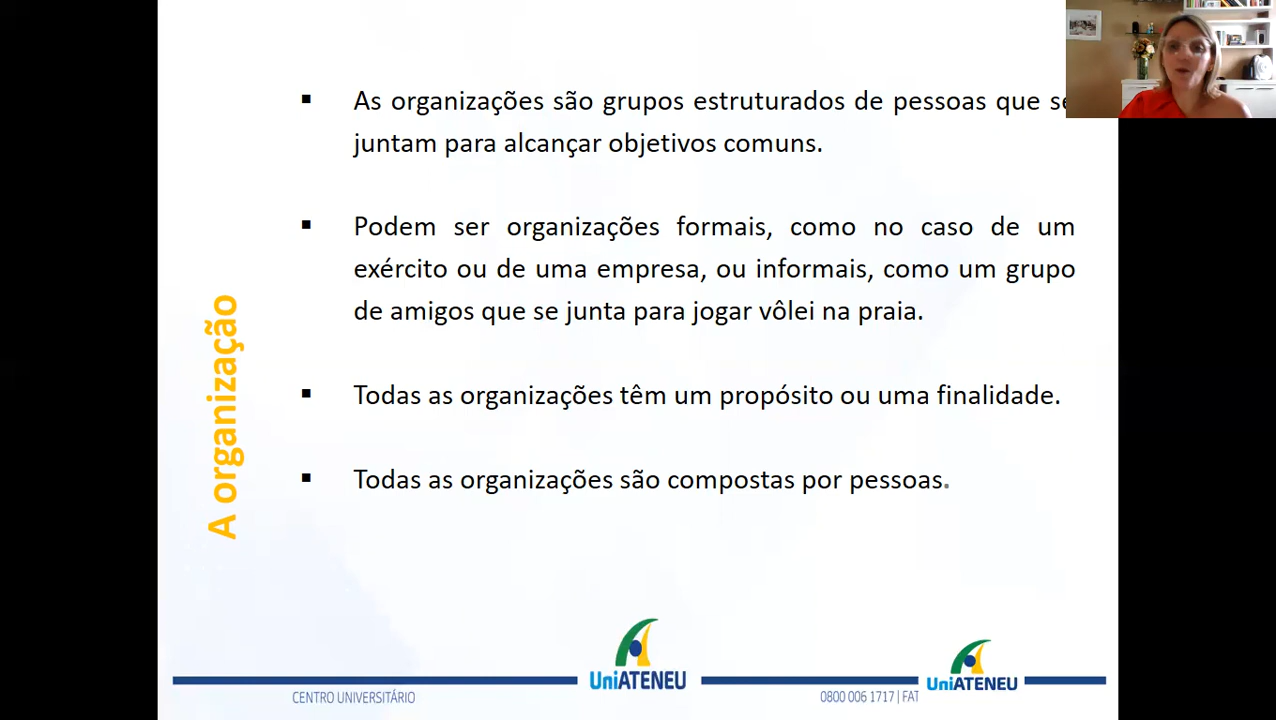 As organizações são grupos estruturados de pessoas que se
juntam para alcançar objetivos comuns.
Podem ser organizações formais, como no caso de um
exército ou de uma empresa, ou informais, como um grupo
de amigos que se junta para jogar vôlei na praia.
Todas as organizações têm um propósito ou uma finalidade.
Todas as organizações são compostas por pessoas.
A organização
UniATENEU
UniATENEU
CENTRO UNIVERSITÁRIO
0800 006 1717 | FAT